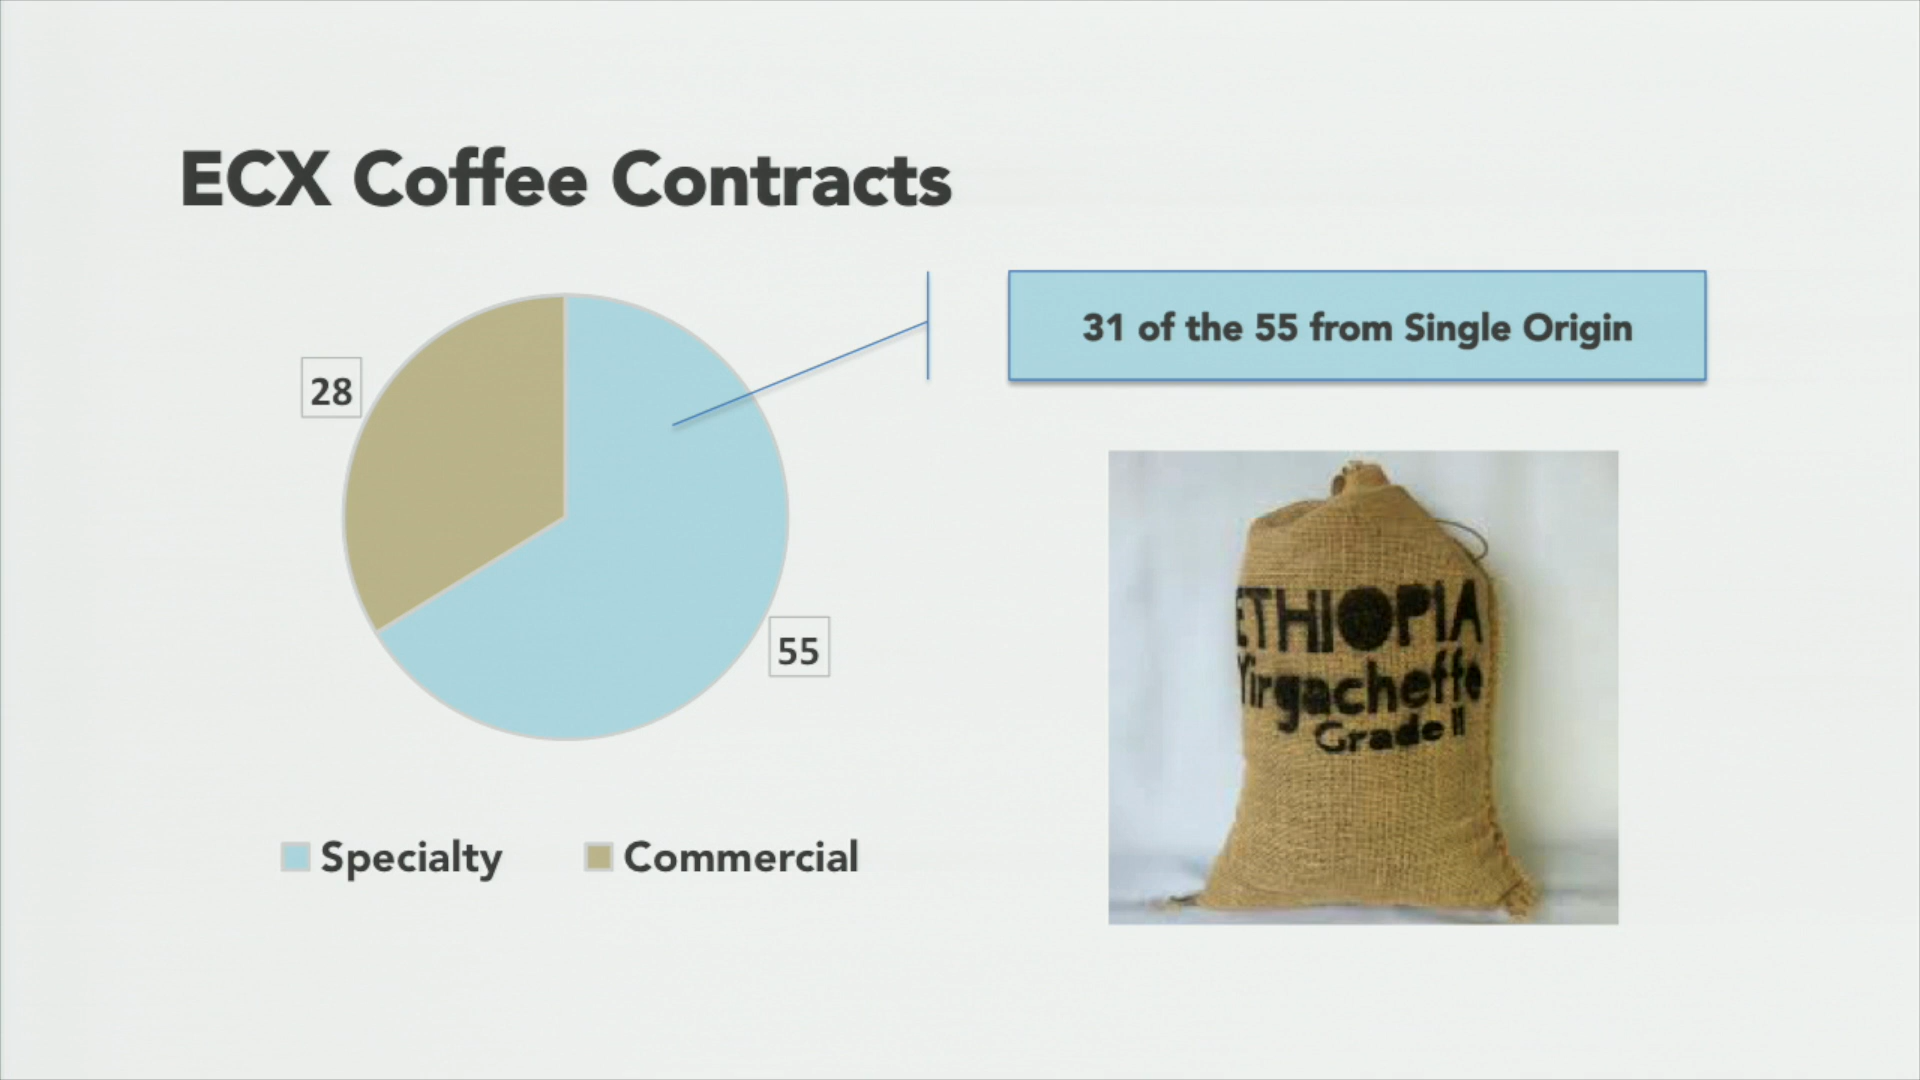 ECX Coffee Contracts
31 of the 55 from Single Origin
28
55
Specialty
Commercial
ETHIOPIA
Yirgacheffe
Grade II